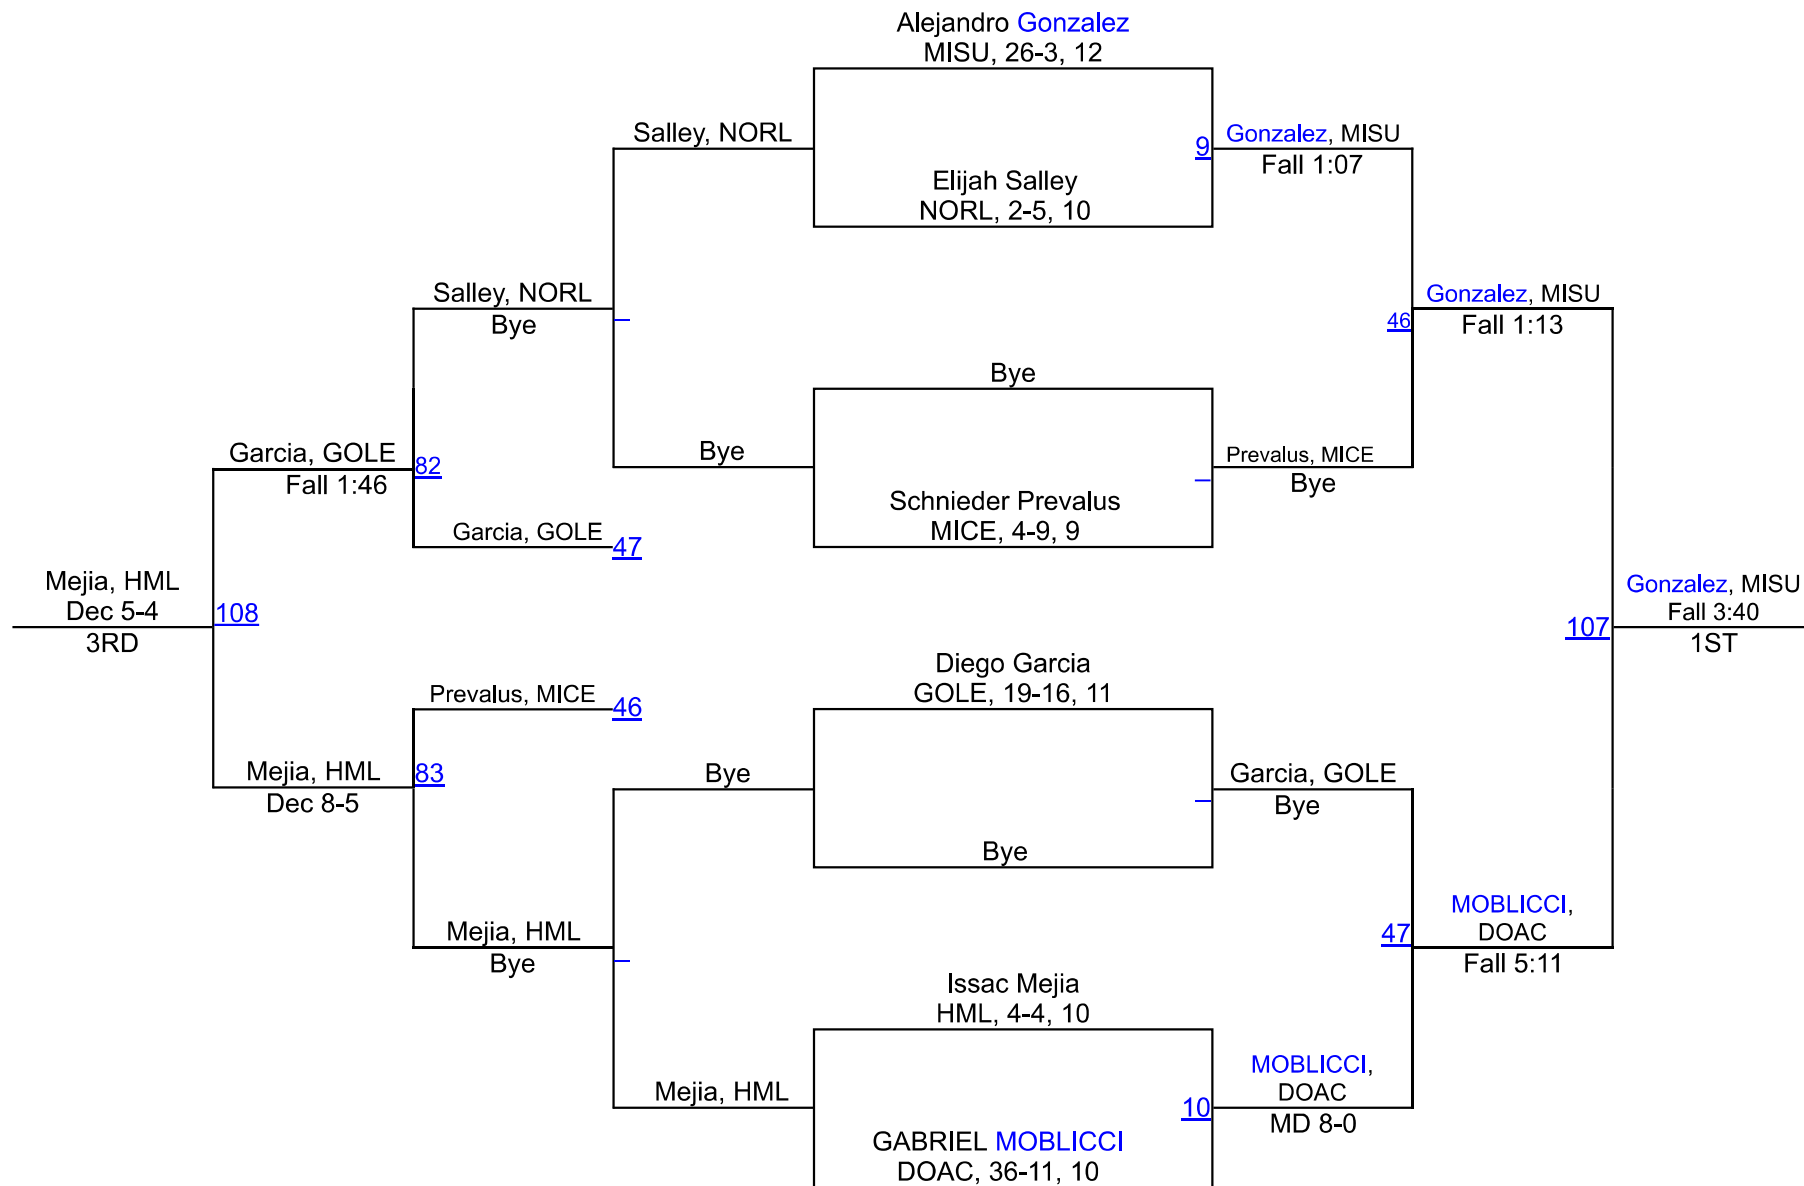 Alejandro Gonzalez
MISU, 26-3, 12
Salley, NORL
9
Gonzalez, MISU
Fall 1:07
Elijah Salley
NORL, 2-5, 10
Salley, NORL
Bye
46
Gonzalez, MISU
Fall 1:13
Bye
Garcia, GOLE
Fall 1:46
82
Bye
Prevalus, MICE
Bye
Schnieder Prevalus
MICE, 4-9, 9
Garcia, GOLE
47
Mejia, HML
Dec 5-4
3RD
108
107
Gonzalez, MISU
Fall 3:40
1ST
Diego Garcia
GOLE, 19-16, 11
Prevalus, MICE
46
Mejia, HML
Dec 8-5
83
Bye
Garcia, GOLE
Bye
Bye
Mejia, HML
Bye
47
MOBLICCI,
DOAC
Fall 5:11
Issac Mejia
HML, 4-4, 10
Mejia, HML
10
MOBLICCI,
DOAC
MD 8-0
GABRIEL MOBLICCI
DOAC, 36-11, 10